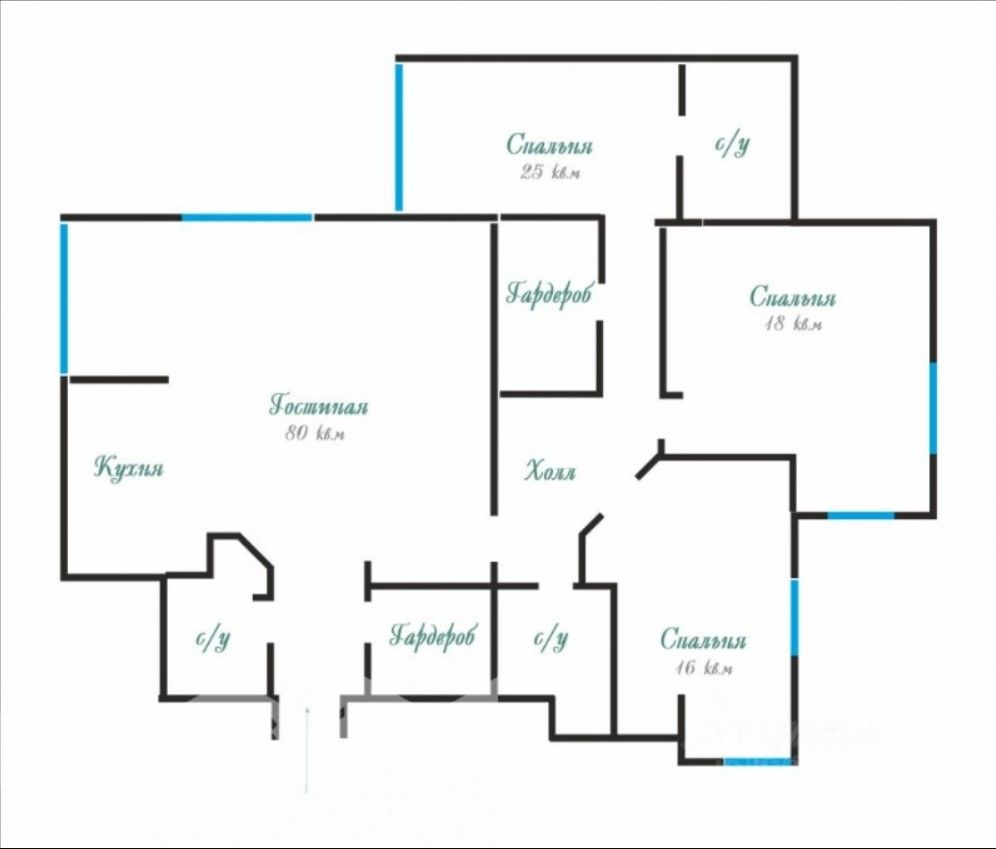 Спальня
25 кв.м
с/у
Гардероб
Спальня
18 кв.м
Гостиная
80 кв.м
Кухня
Холл
с/у
Гардероб
с/у
Спальня
16 кв.м